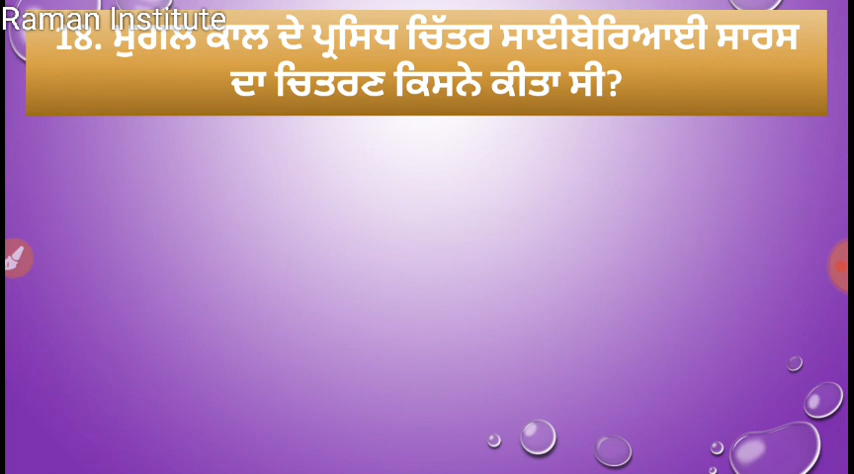 Raman Institute
18. ਮੁਗਲ ਕਾਲ ਦੇ ਪ੍ਰਸਿਧ ਚਿੱਤਰ ਸਾਈਬੇਰਿਆਈ ਸਾਰਸ
ਦਾ ਚਿਤਰਣ ਕਿਸਨੇ ਕੀਤਾ ਸੀ?